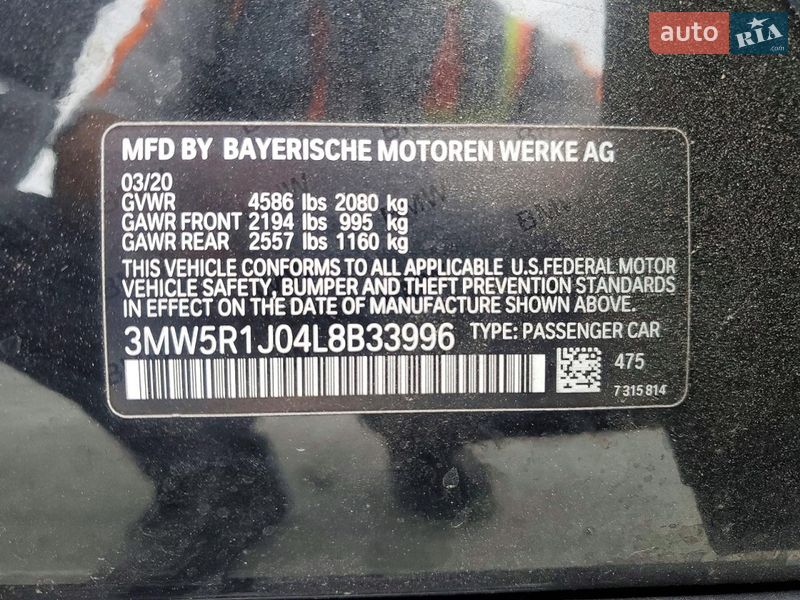 auto RIA .com
MFD BY BAYERISCHE MOTOREN WERKE AG
03/20
GVWR 4586 lbs 2080 kg
GAWR FRONT 2194 lbs 995 kg
GAWR REAR 2557 lbs 1160 kg
THIS VEHICLE CONFORMS TO ALL APPLICABLE U.S.FEDERAL MOTOR
VEHICLE SAFETY, BUMPER AND THEFT PREVENTION STANDARDS
IN EFFECT ON THE DATE OF MANUFACTURE SHOWN ABOVE.
3MW5R1J04L8B33996 TYPE: PASSENGER CAR
475
7 315 814